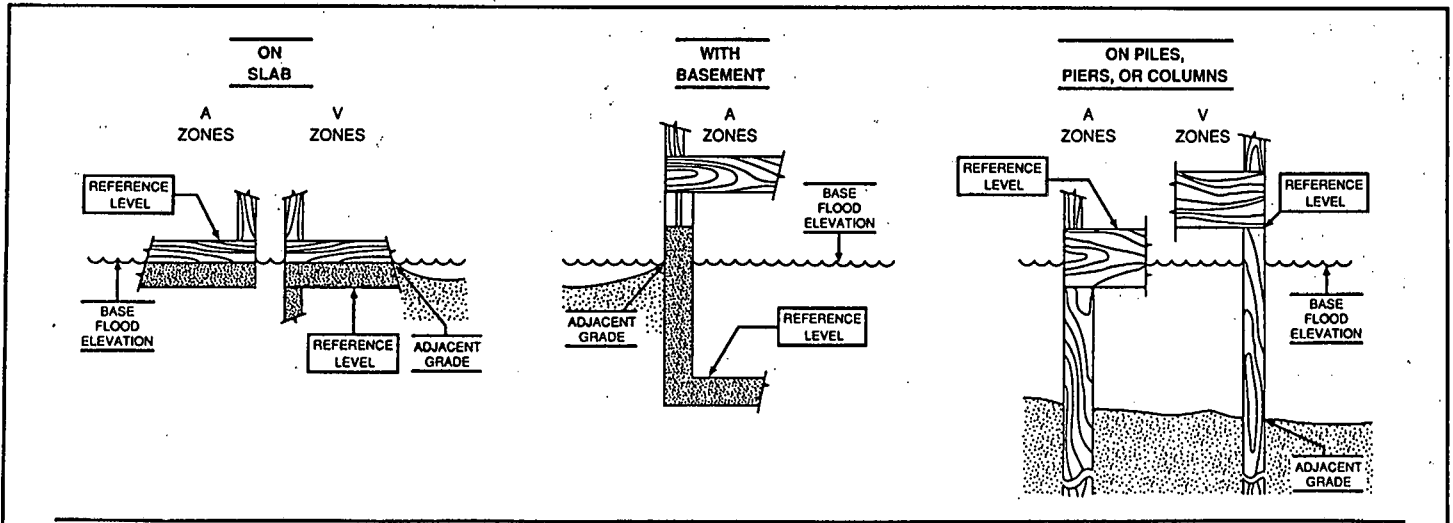 ON
SLAB
A
ZONES
V
ZONES
REFERENCE
LEVEL
BASE
FLOOD
ELEVATION
REFERENCE
LEVEL
ADJACENT
GRADE
WITH
BASEMENT
A
ZONES
BASE
FLOOD
ELEVATION
ADJACENT
GRADE
REFERENCE
LEVEL
ON PILES,
PIERS, OR COLUMNS
A
ZONES
V
ZONES
REFERENCE
LEVEL
REFERENCE
LEVEL
BASE
FLOOD
ELEVATION
ADJACENT
GRADE